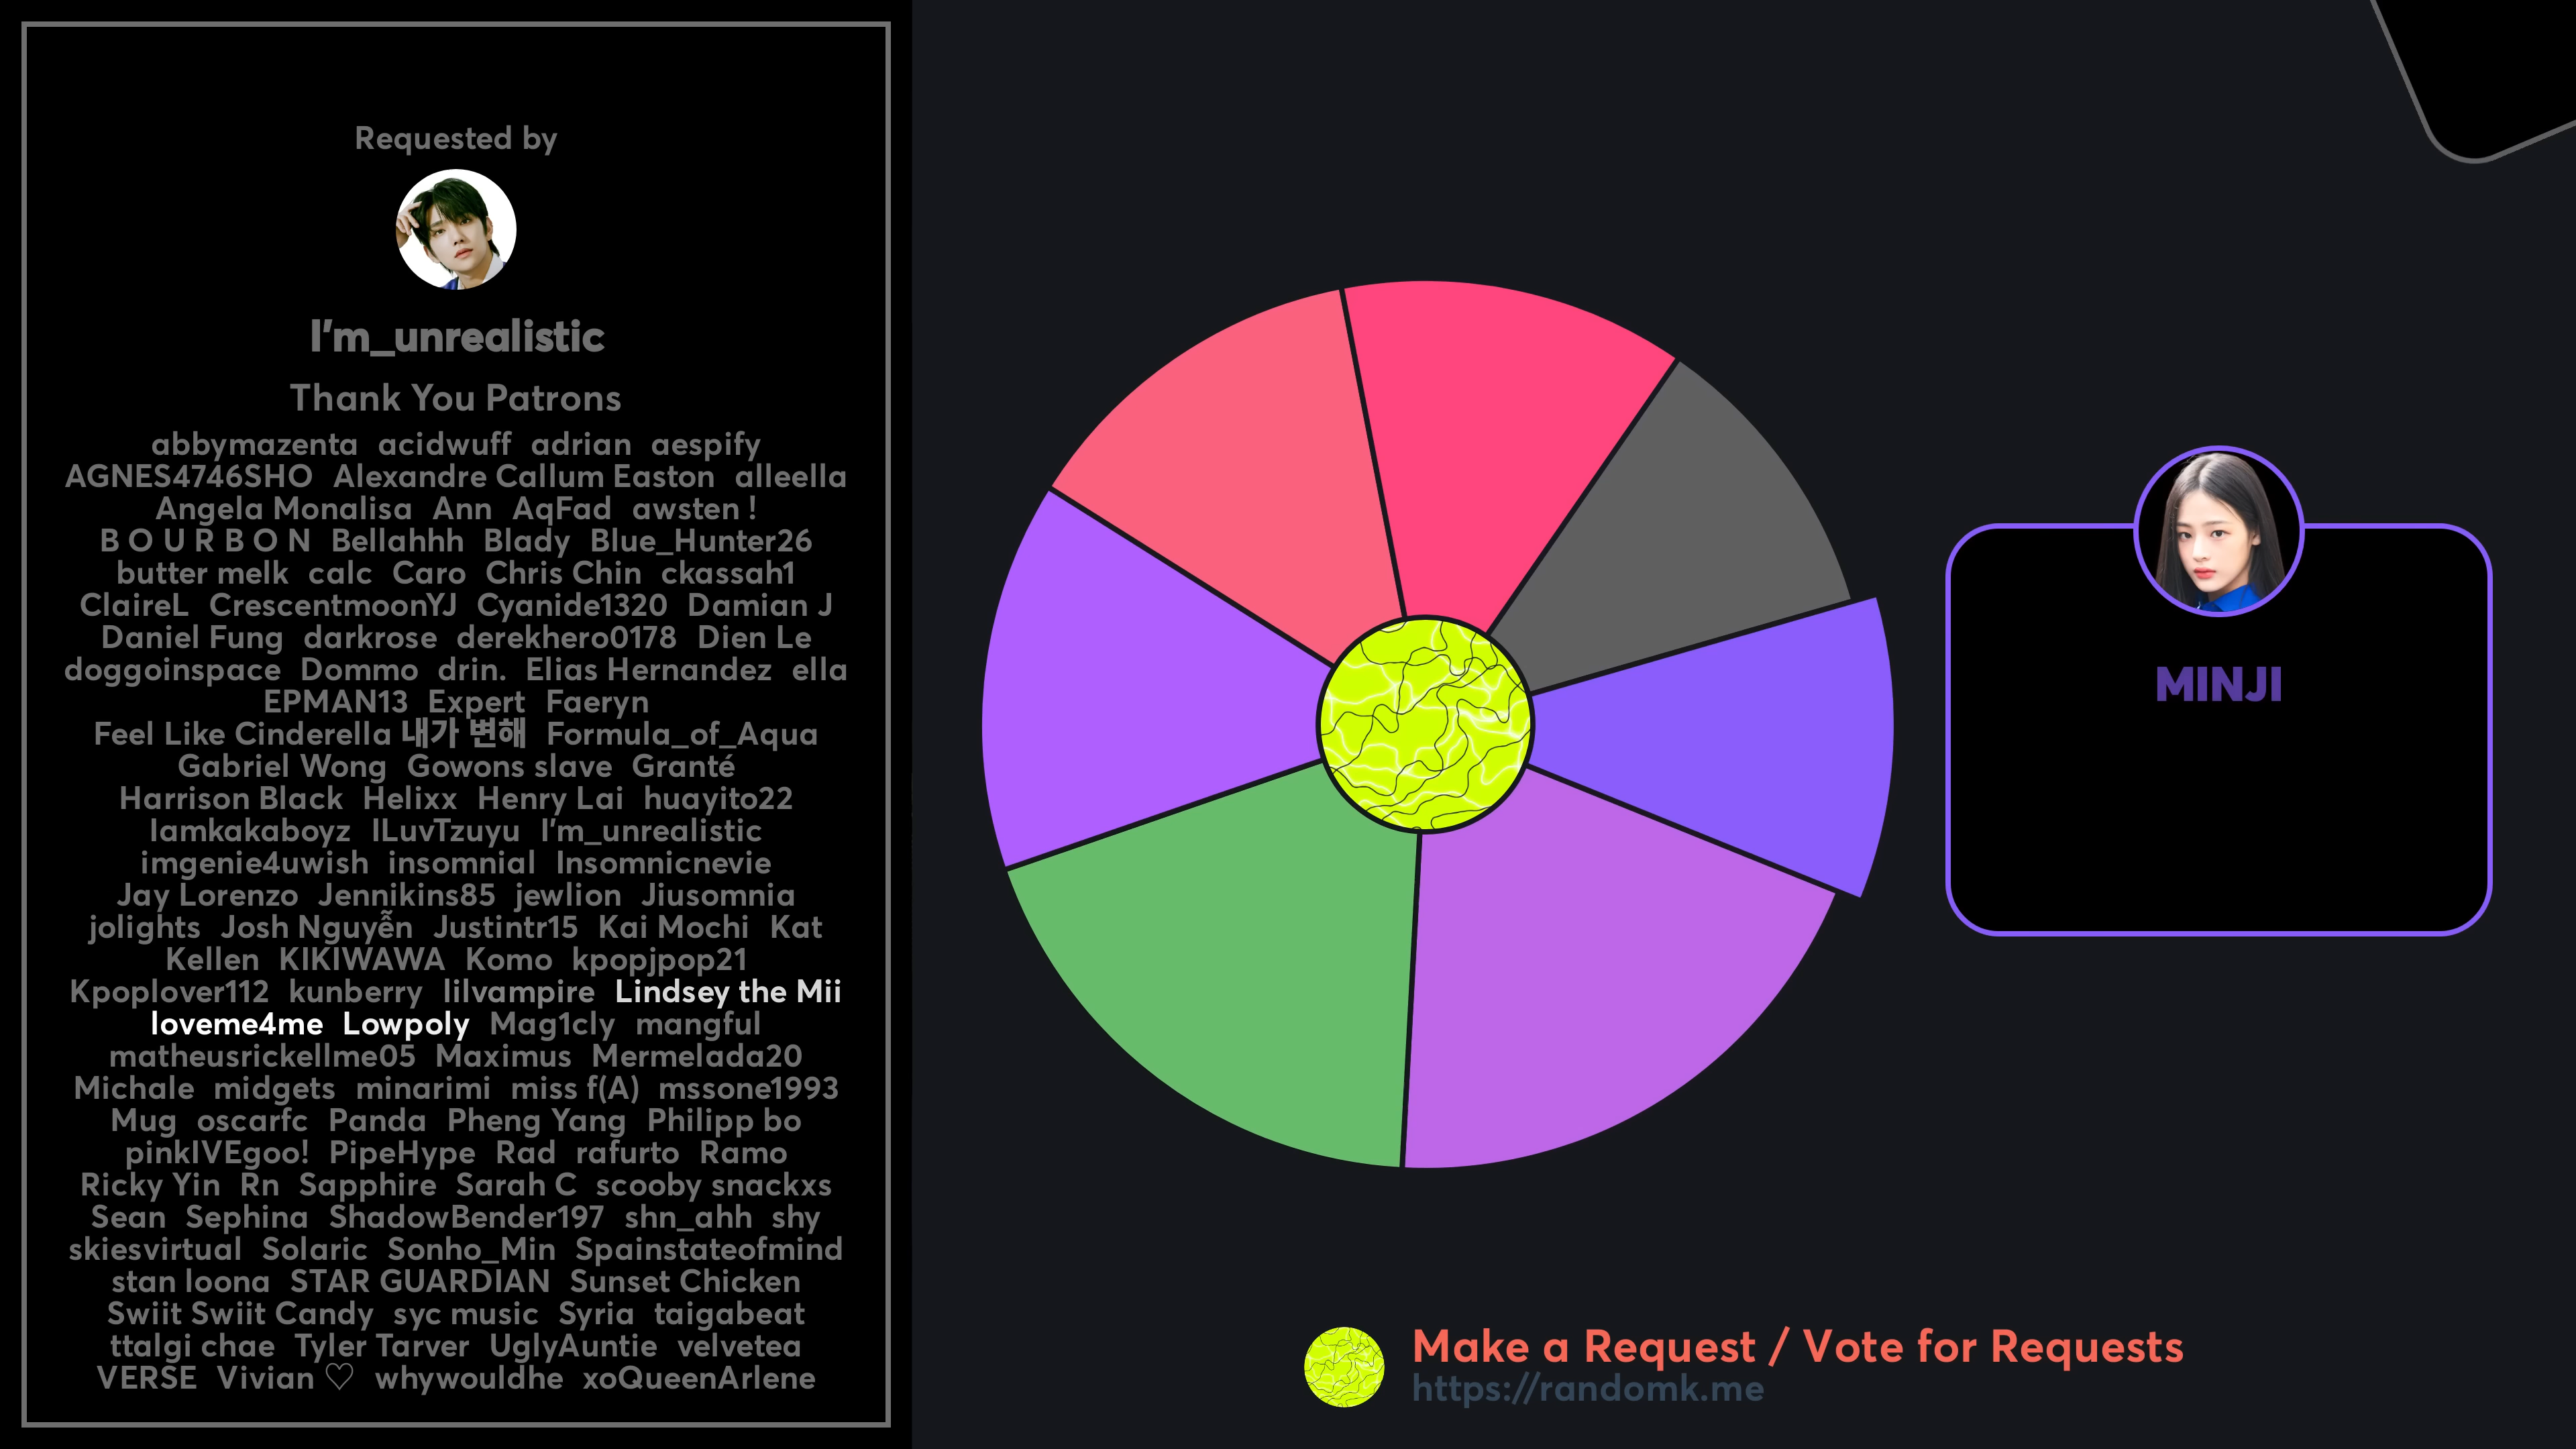 Requested by
I'm_unrealistic
Thank You Patrons
abbymazenta acidwuff adrian aespify
AGNES4746SHO Alexandre Callum Easton alleella
Angela Monalisa Ann AqFad awsten !
B O U R B O N Bellahhh Blady Blue_Hunter26
butter melk calc Caro Chris Chin ckassah1
ClaireL CrescentmoonYJ Cyanide1320 Damian J
Daniel Fung darkrose derekhero0178 Dien Le
doggoinspace Dommo drin. Elias Hernandez ella
EPMAN13 Expert Faeryn
Feel Like Cinderella 내가 변해 Formula_of_Aqua
Gabriel Wong Gowons slave Granté
Harrison Black Helixx Henry Lai huayito22
Iamkakaboyz ILuvTzuyu I'm_unrealistic
imgenie4uwish insomnial Insomnicnevie
Jay Lorenzo Jennikins85 jewlion Jiusomnia
jolights Josh Nguyễn Justintr15 Kai Mochi Kat
Kellen KIKIWAWA Komo kpopjpop21
Kpoplover112 kunberry lilvampire Lindsey the Mii
loveme4me Lowpoly Mag1cly mangful
matheusrickellme05 Maximus Mermelada20
Michale midgets minarimi miss f(A) mssone1993
Mug oscarfc Panda Pheng Yang Philipp bo
pinkIVEgoo! PipeHype Rad rafurto Ramo
Ricky Yin Rn Sapphire Sarah C scooby snackxs
Sean Sephina ShadowBender197 shn_ahh shy
skiesvirtual Solaric Sonho_Min Spainstateofmind
stan loona STAR GUARDIAN Sunset Chicken
Swiit Swiit Candy syc music Syria taigabeat
ttalgi chae Tyler Tarver UglyAuntie velvetea
VERSE Vivian ♡ whywouldhe xoQueenArlene
MINJI
Make a Request / Vote for Requests
https://randomk.me